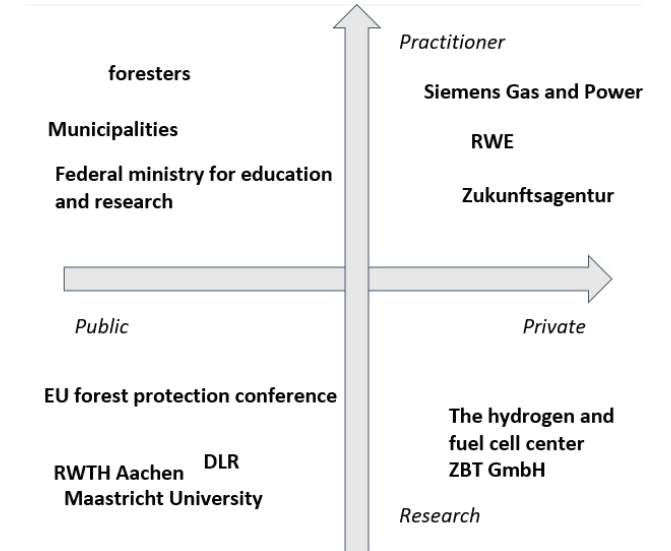 Practitioner
foresters
Siemens Gas and Power
Municipalities
RWE
Federal ministry for education
and research
Zukunftsagentur
Public
Private
EU forest protection conference
The hydrogen and
fuel cell center
ZBT GmbH
DLR
RWTH Aachen
Maastricht University
Research